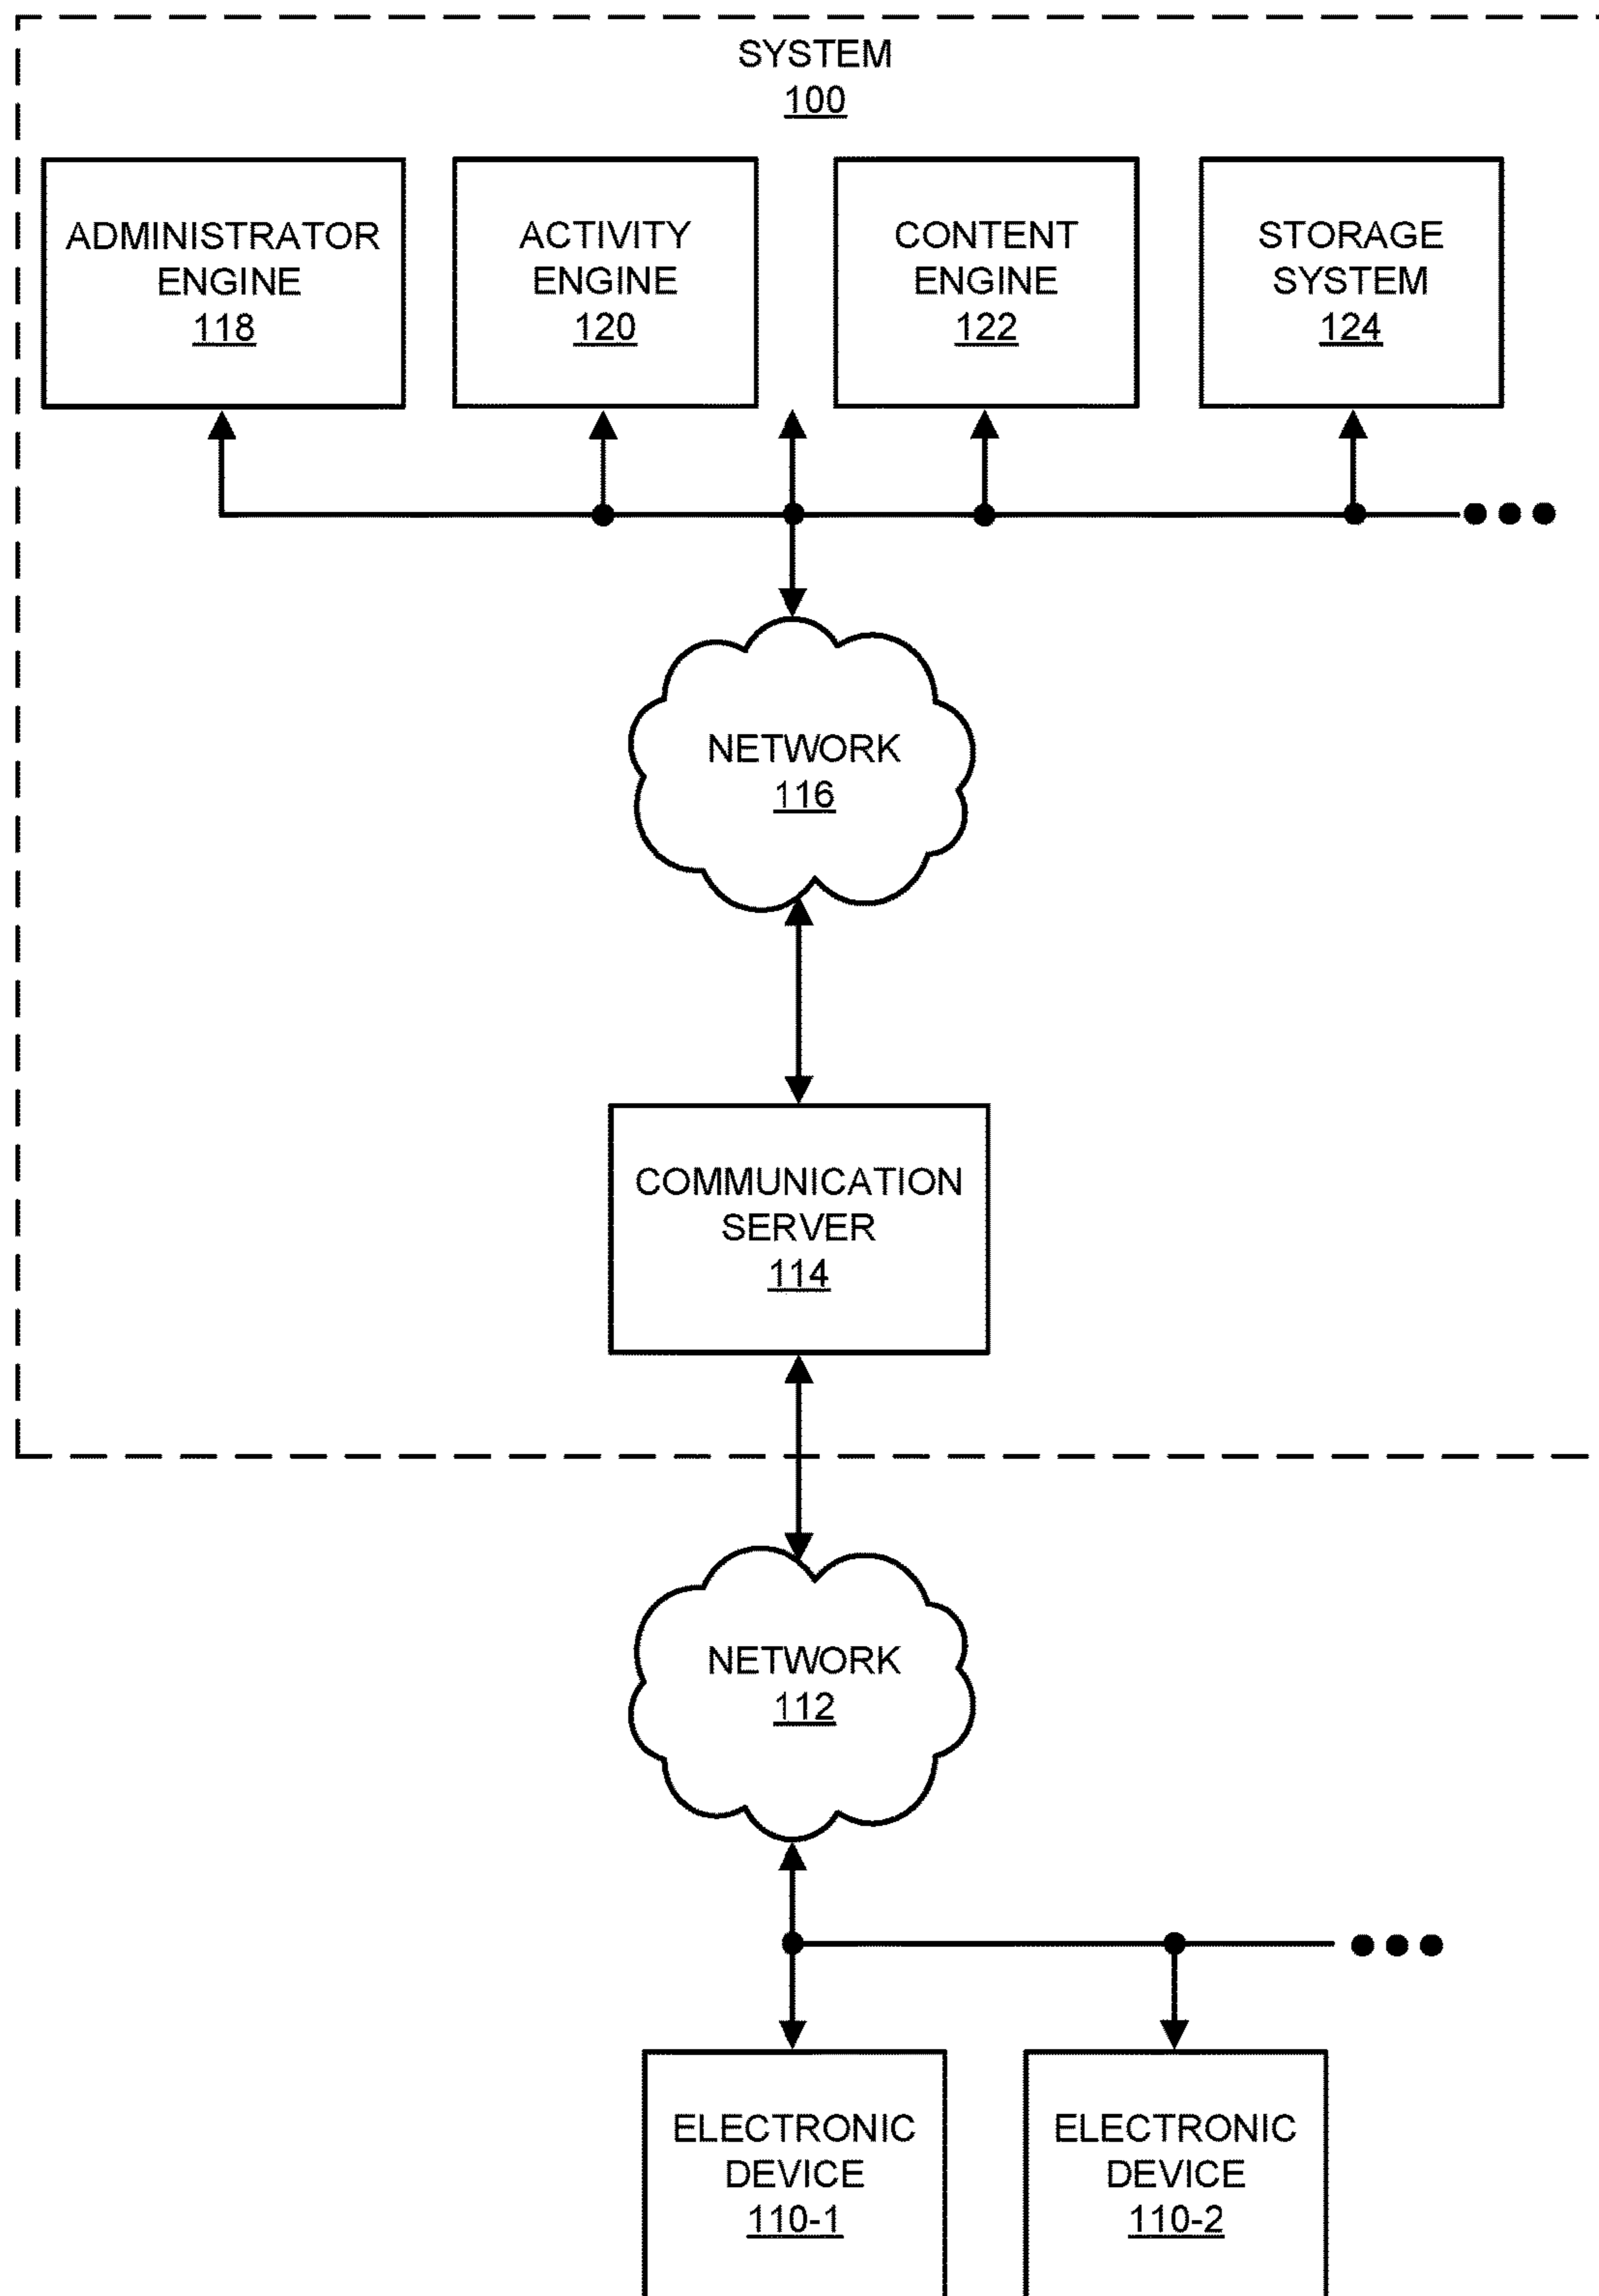 SYSTEM
100
ADMINISTRATOR
ENGINE
118
ACTIVITY
ENGINE
120
CONTENT
ENGINE
122
STORAGE
SYSTEM
124
NETWORK
116
COMMUNICATION
SERVER
114
NETWORK
112
ELECTRONIC
DEVICE
110-1
ELECTRONIC
DEVICE
110-2